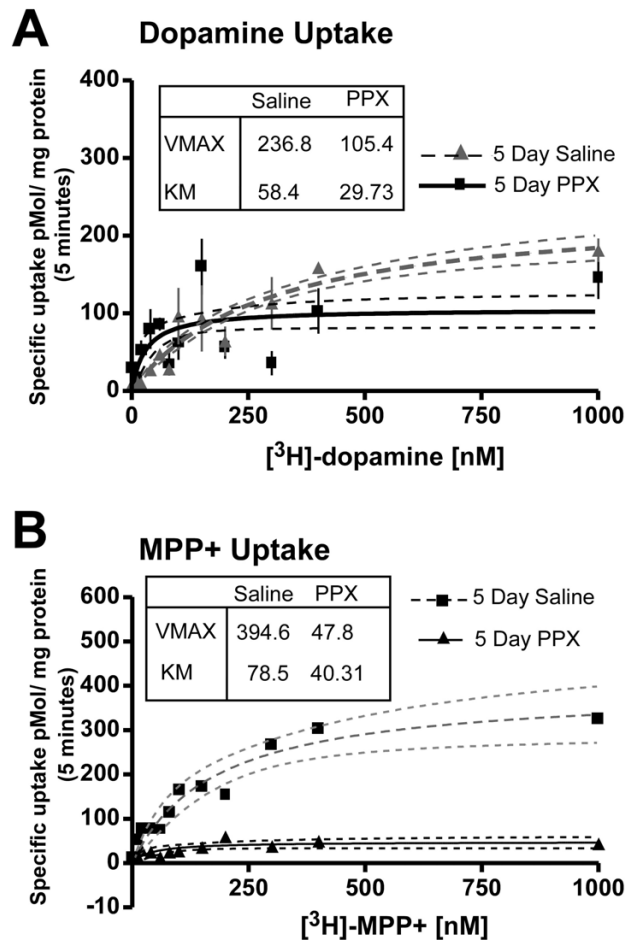 A
Dopamine Uptake
Specific uptake pMol/ mg protein
(5 minutes)
400
300
200
100
0
Saline PPX
VMAX 236.8 105.4
KM 58.4 29.73
5 Day Saline
5 Day PPX
0 250 500 750 1000
[³H]-dopamine [nM]
B
MPP+ Uptake
Specific uptake pMol/ mg protein
(5 minutes)
600
500
400
300
200
100
0
-10
Saline PPX
VMAX 394.6 47.8
KM 78.5 40.31
5 Day Saline
5 Day PPX
250 500 750 1000
[³H]-MPP+ [nM]